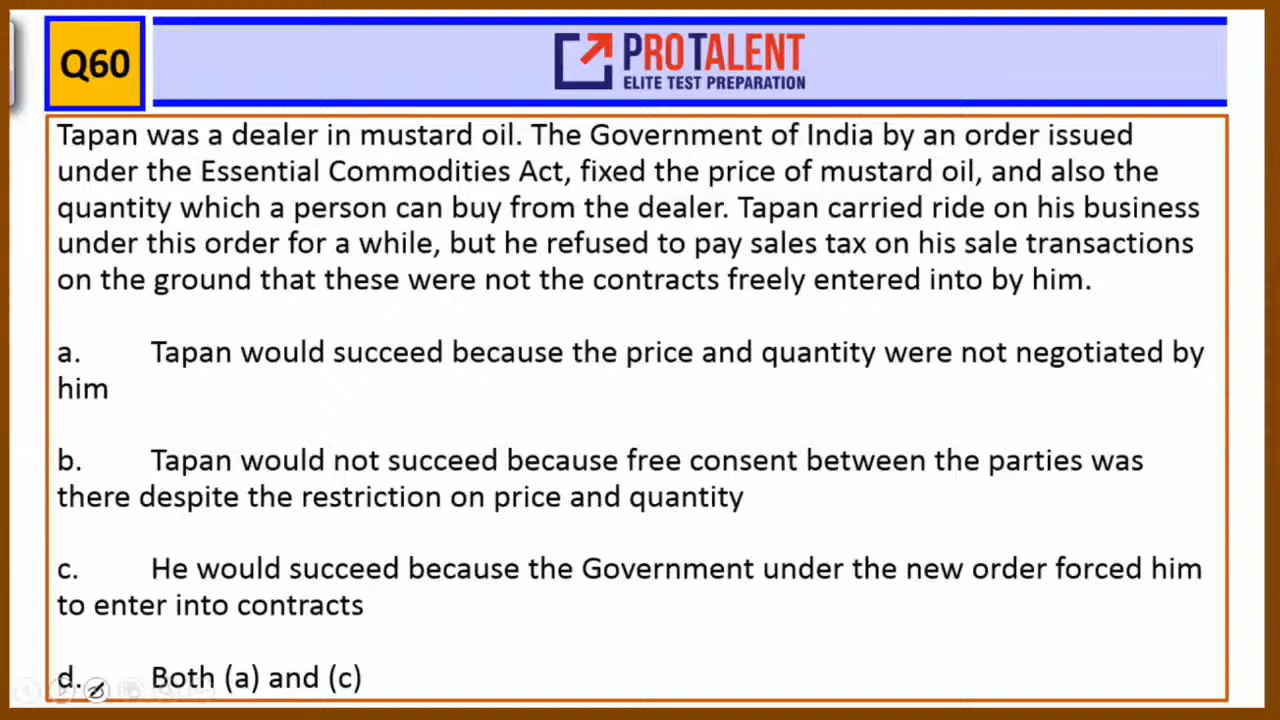 Q60
PROTALENT
ELITE TEST PREPARATION
Tapan was a dealer in mustard oil. The Government of India by an order issued
under the Essential Commodities Act, fixed the price of mustard oil, and also the
quantity which a person can buy from the dealer. Tapan carried ride on his business
under this order for a while, but he refused to pay sales tax on his sale transactions
on the ground that these were not the contracts freely entered into by him.
a. Tapan would succeed because the price and quantity were not negotiated by
him
b. Tapan would not succeed because free consent between the parties was
there despite the restriction on price and quantity
c. He would succeed because the Government under the new order forced him
to enter into contracts
d. Both (a) and (c)